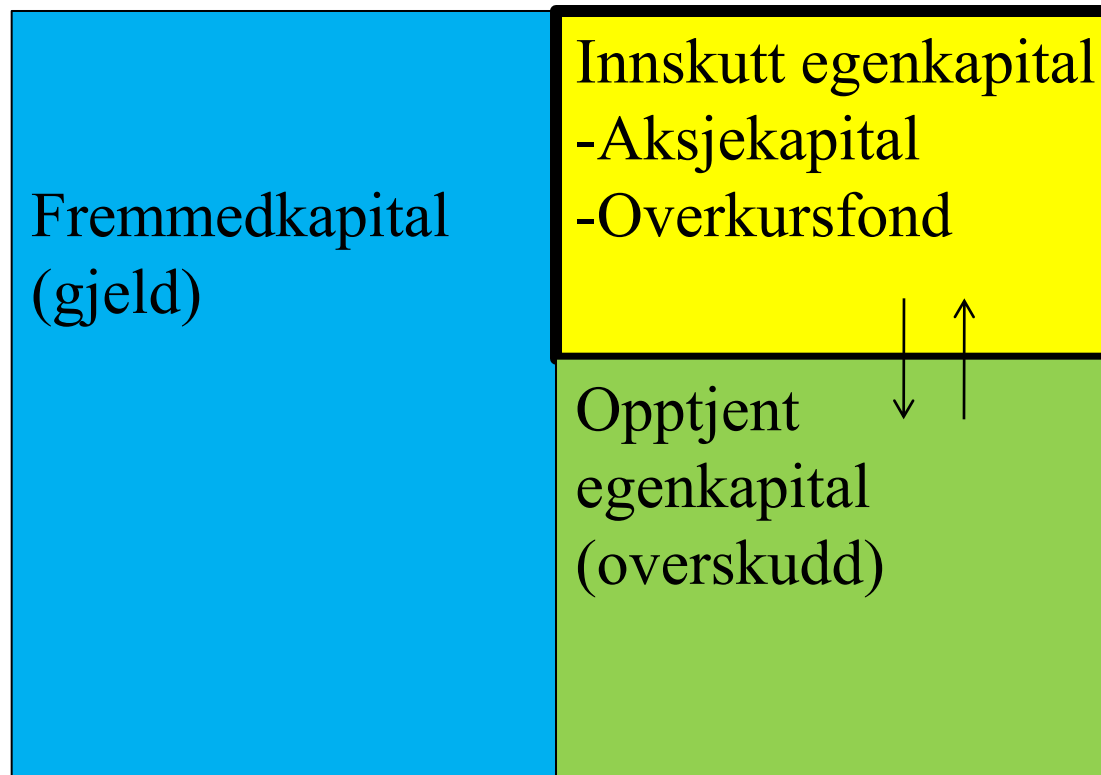 Fremmedkapital
(gjeld)
Innskutt egenkapital
-Aksjekapital
-Overkursfond
Opptjent
egenkapital
(overskudd)